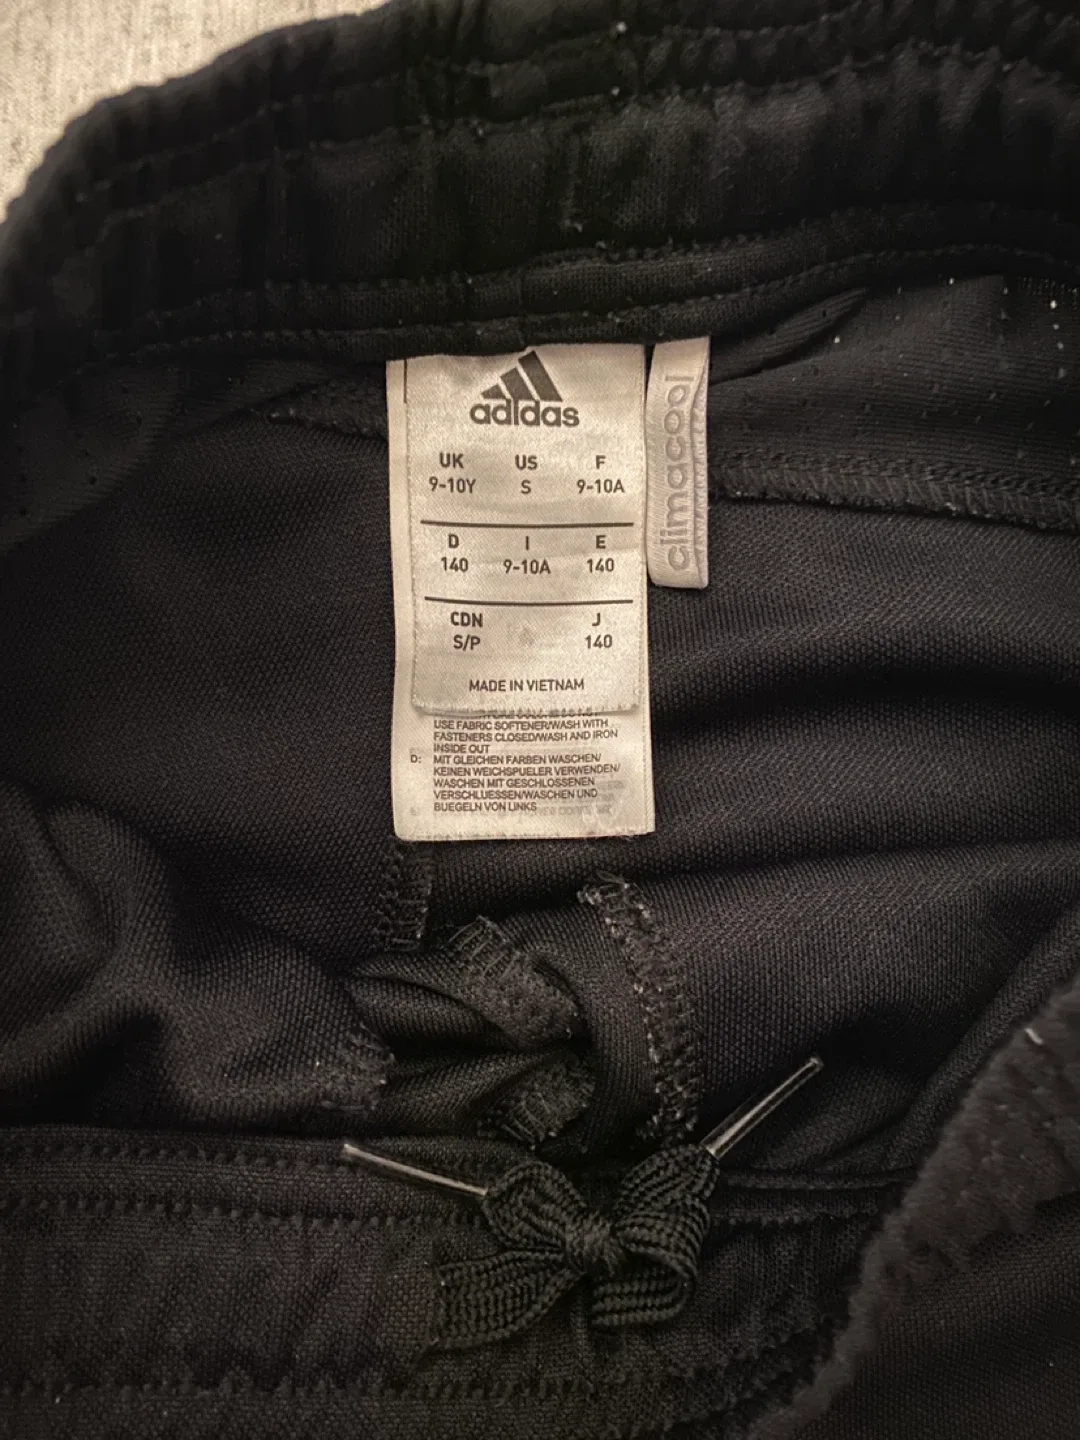 adidas
UK US F
9-10Y S 9-10A
D I E
140 9-10A 140
CDN J
S/P 140
MADE IN VIETNAM
USE FABRIC SOFTENER/WASH WITH
FASTENERS CLOSED/WASH AND IRON
INSIDE OUT
D: MIT GLEICHEN FARBEN WASCHEN/
KEINEN WEICHSPUELER VERWENDEN/
WASCHEN MIT GESCHLOSSENEN
VERSCHLUESSEN/WASCHEN UND
BUEGELN VON LINKS
climacool